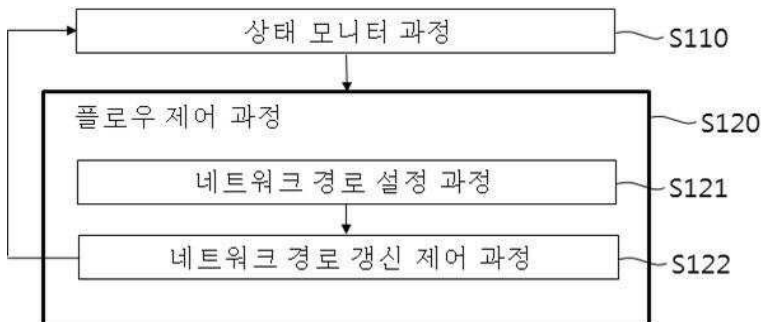 상태 모니터 과정
S110
플로우 제어 과정
S120
네트워크 경로 설정 과정
S121
네트워크 경로 갱신 제어 과정
S122